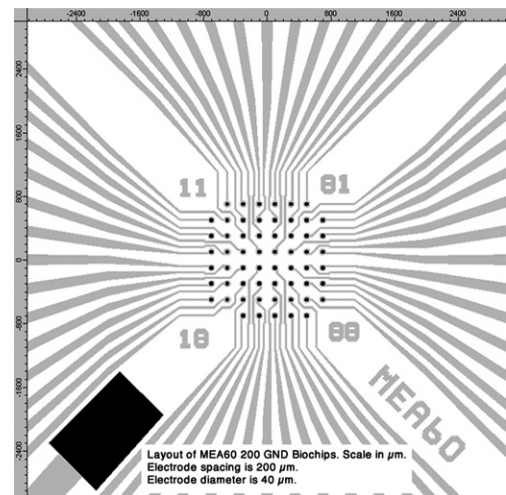 -2400 -1600 -800 0 800 1600 2400
2400
1600
800
0
-800
-1600
-2400
11 81
18 88
MEA60
Layout of MEA60 200 GND Biochips. Scale in µm.
Electrode spacing is 200 µm.
Electrode diameter is 40 µm.